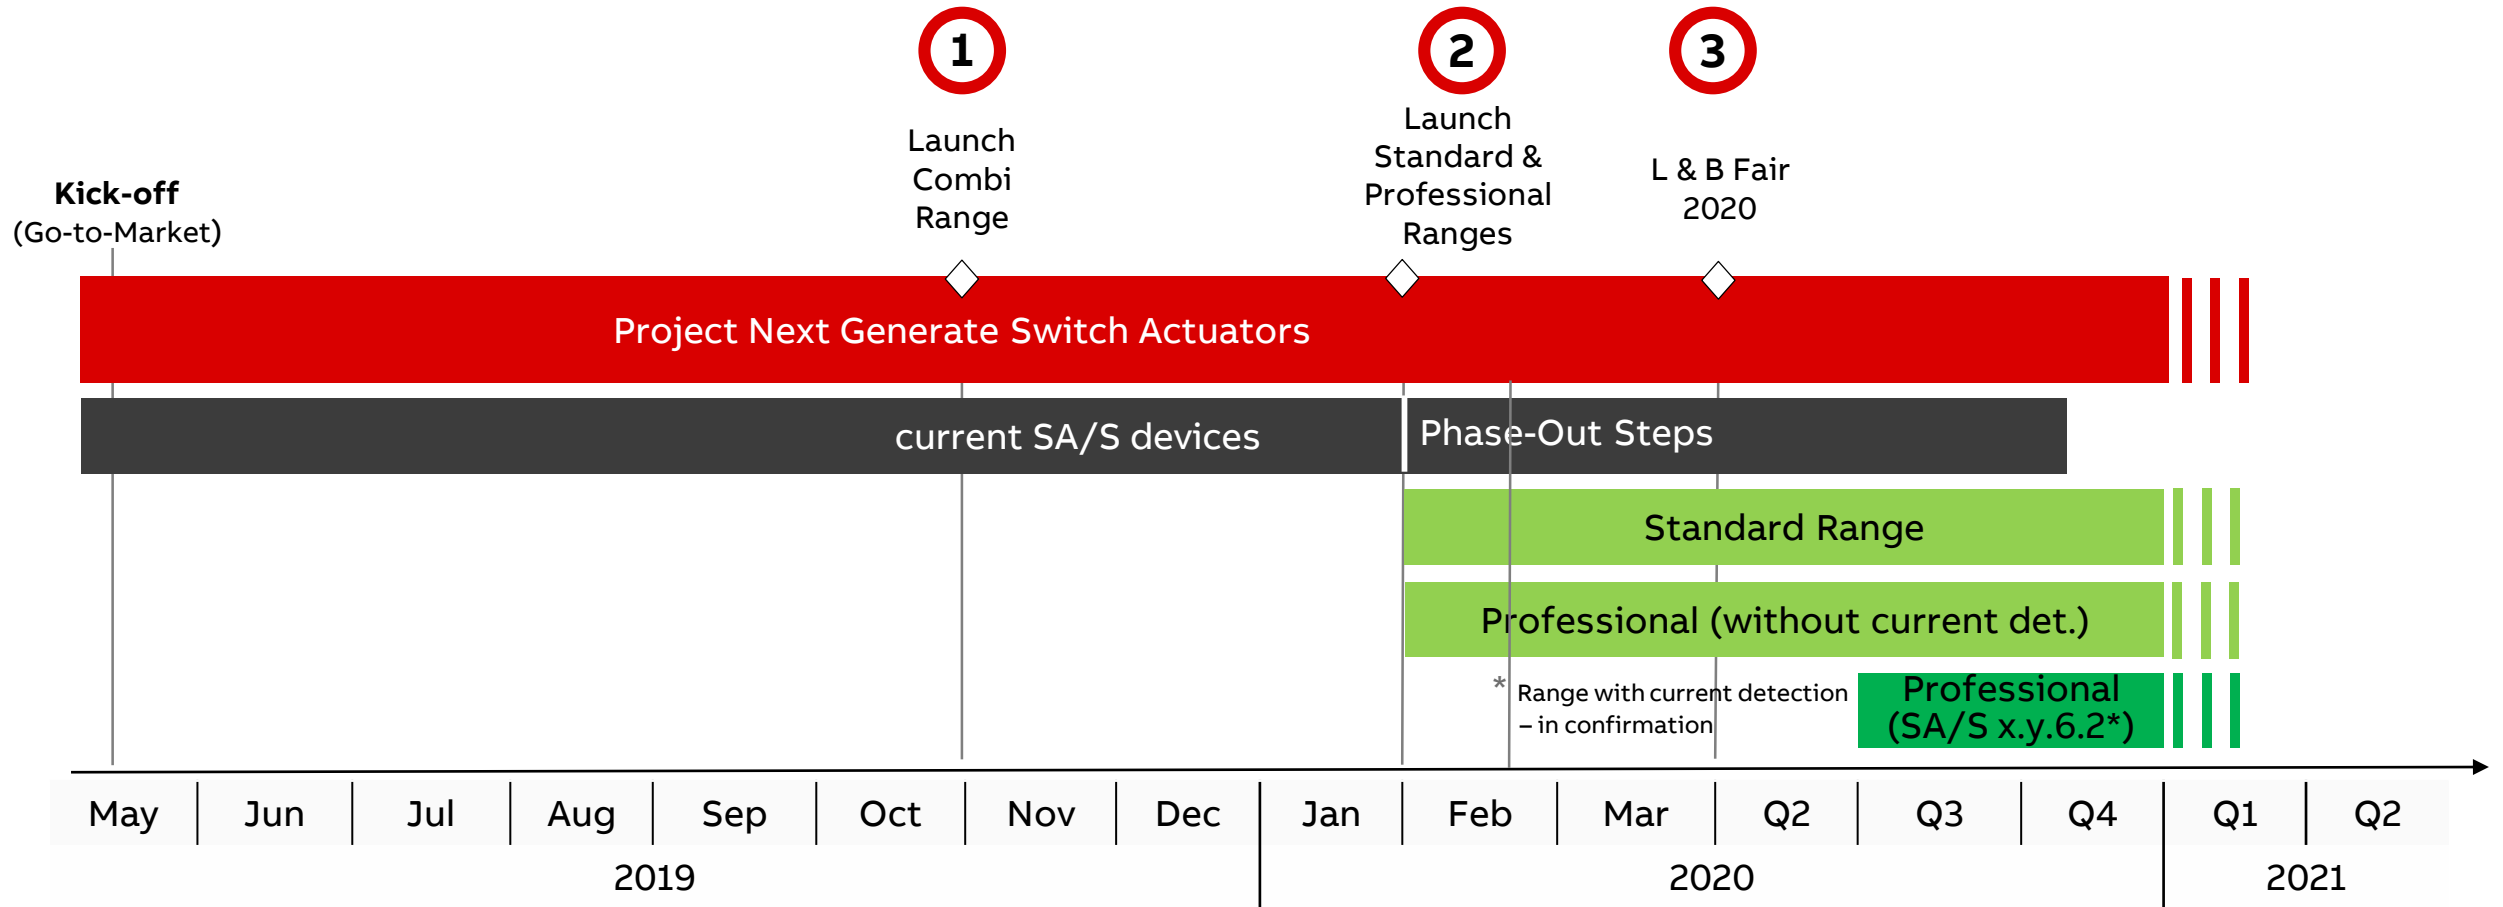 1
2
3
Launch
Combi
Range
Launch
Standard &
Professional
Ranges
L & B Fair
2020
Kick-off
(Go-to-Market)
Project Next Generate Switch Actuators
current SA/S devices
Phase-Out Steps
Standard Range
Professional (without current det.)
* Range with current detection
– in confirmation
Professional
(SA/S x.y.6.2*)
May Jun Jul Aug Sep Oct Nov Dec Jan Feb Mar Q2 Q3 Q4 Q1 Q2
2019 2020 2021